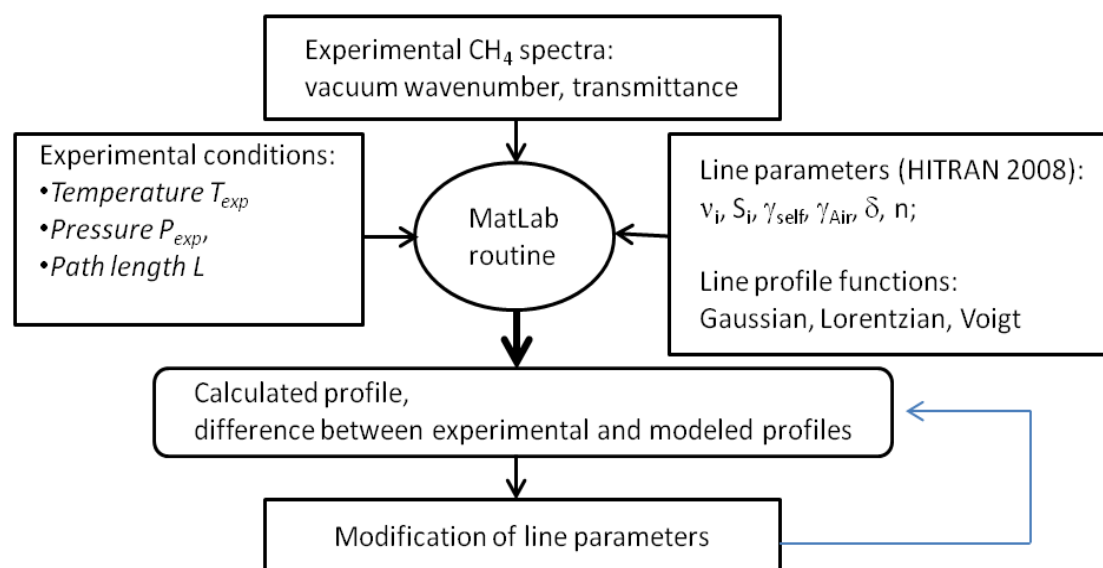 Experimental CH₄ spectra:
vacuum wavenumber, transmittance
Experimental conditions:
•Temperature Tₑₓₚ
•Pressure Pₑₓₚ,
•Path length L
MatLab
routine
Line parameters (HITRAN 2008):
νᵢ, Sᵢ, γself, γAir, δ, n;
Line profile functions:
Gaussian, Lorentzian, Voigt
Calculated profile,
difference between experimental and modeled profiles
Modification of line parameters